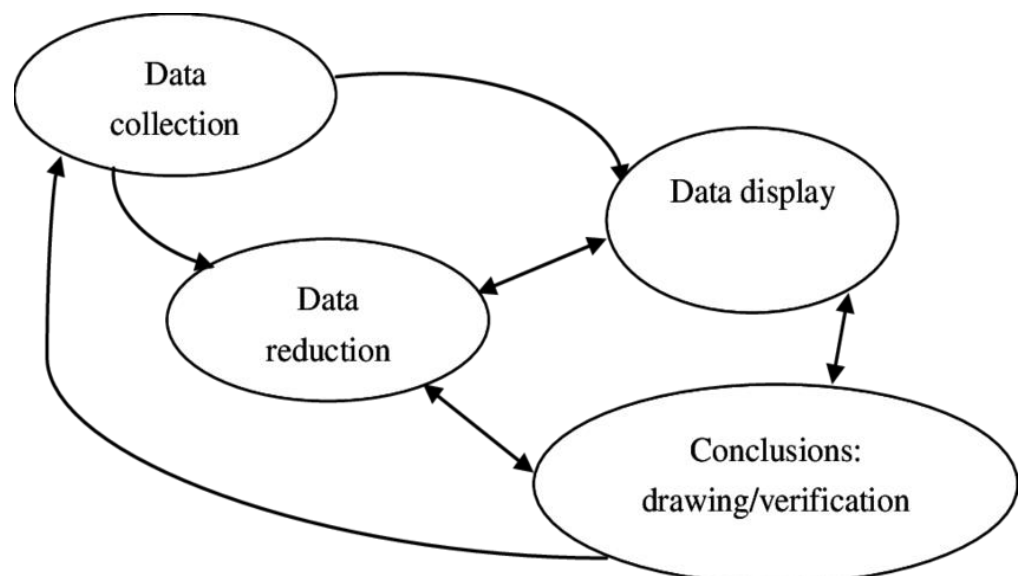 Data
collection
Data display
Data
reduction
Conclusions:
drawing/verification